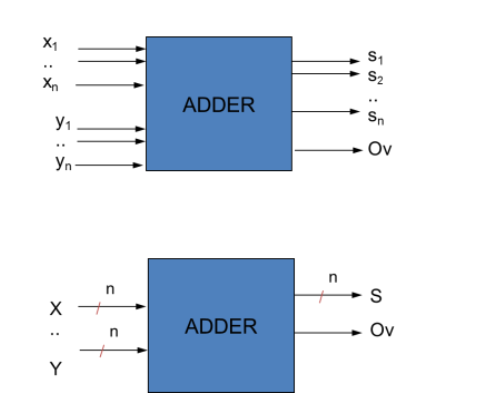 x1
..
xn
y1
..
yn
ADDER
s1
s2
..
sn
Ov
X
..
Y
n
n
ADDER
n
S
Ov